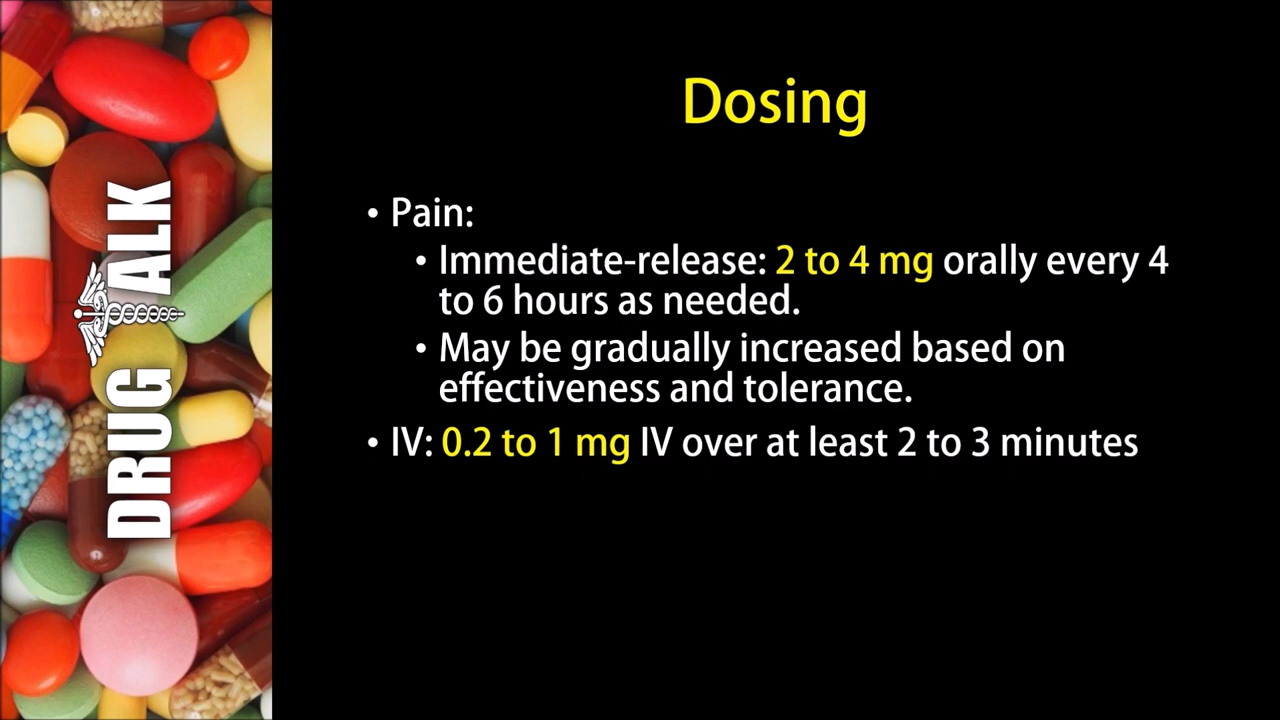 Dosing
• Pain:
• Immediate-release: 2 to 4 mg orally every 4
to 6 hours as needed.
• May be gradually increased based on
effectiveness and tolerance.
• IV: 0.2 to 1 mg IV over at least 2 to 3 minutes
DRUG ALK